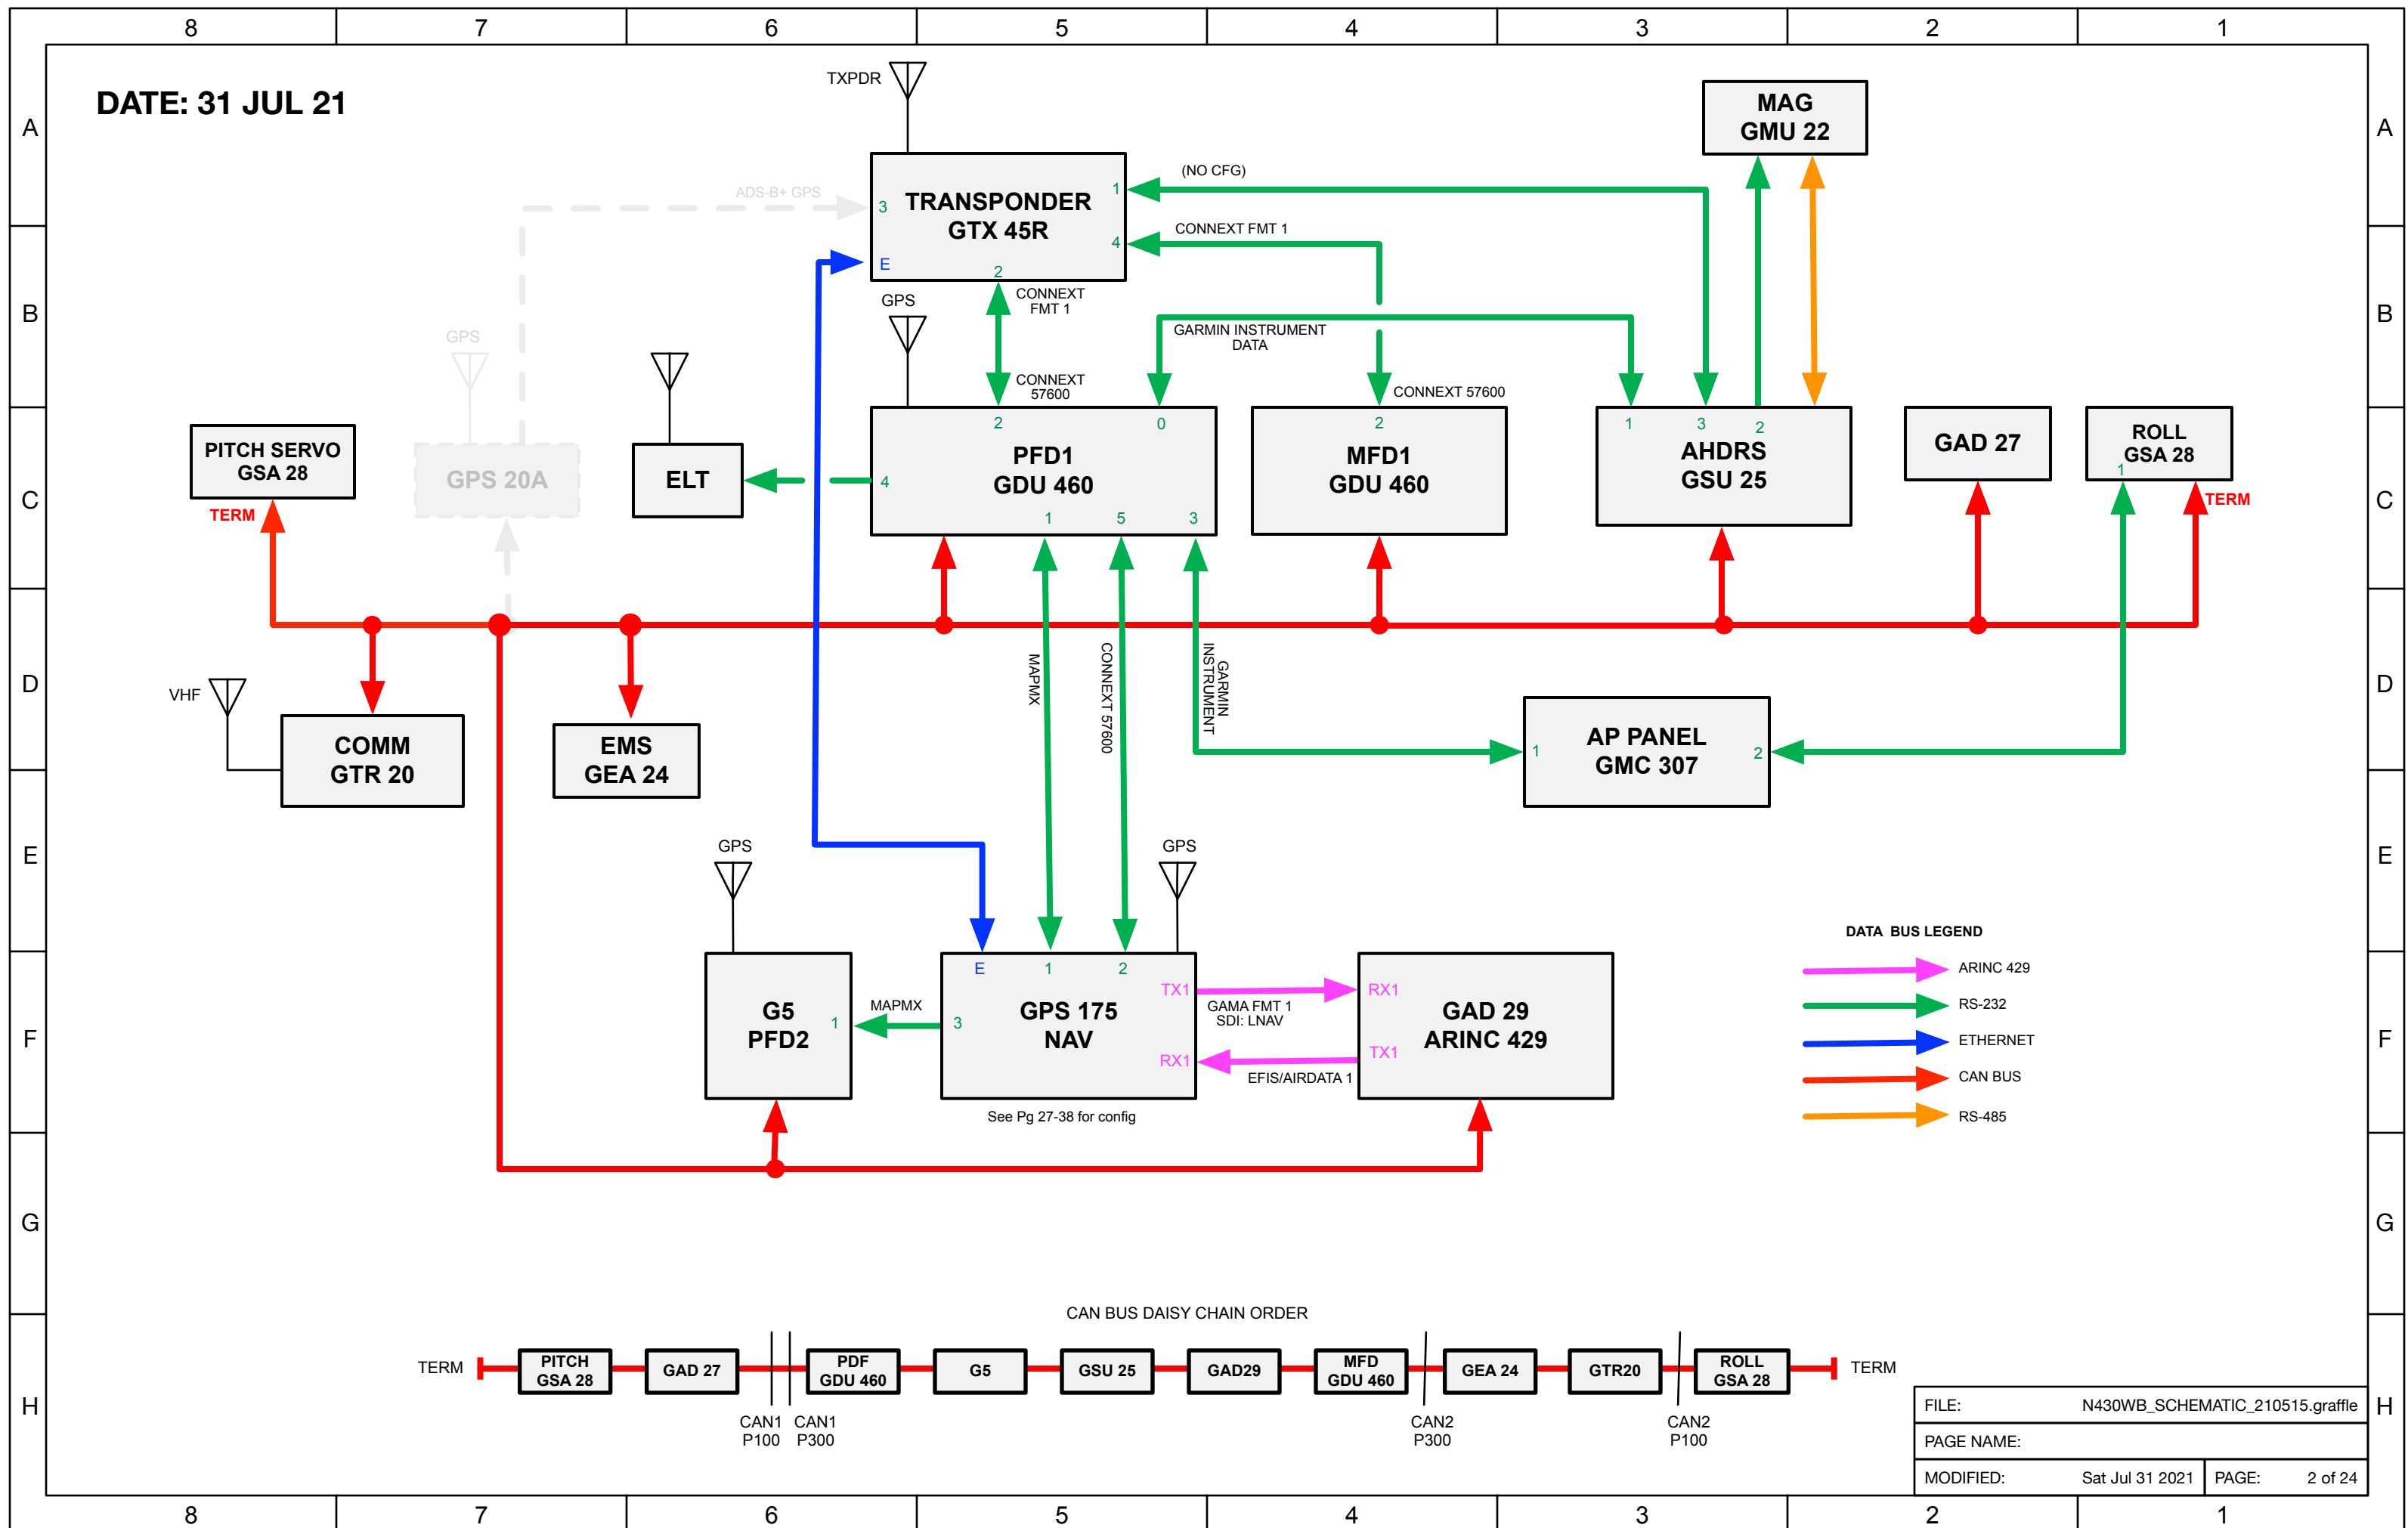 8 7 6 5 4 3 2 1
DATE: 31 JUL 21
A
A
TXPDR
MAG
GMU 22
(NO CFG)
ADS-B+ GPS
3
TRANSPONDER
GTX 45R
1
4
E
2
CONNEXT FMT 1
CONNEXT
FMT 1
B
B
GPS
GPS
GARMIN INSTRUMENT
DATA
CONNEXT
57600
CONNEXT 57600
PITCH SERVO
GSA 28
TERM
GPS 20A
ELT
2
0
PFD1
GDU 460
4
1
5
3
2
MFD1
GDU 460
1
3
2
AHDRS
GSU 25
GAD 27
ROLL
GSA 28
1
TERM
C
C
D
D
MAPMX
CONNEXT 57600
GARMIN
INSTRUMENT
VHF
COMM
GTR 20
EMS
GEA 24
1
AP PANEL
GMC 307
2
E
E
GPS
GPS
DATA BUS LEGEND
ARINC 429
RS-232
ETHERNET
CAN BUS
RS-485
F
F
G5
PFD2
1
MAPMX
E
1
2
3
GPS 175
NAV
TX1
RX1
GAMA FMT 1
SDI: LNAV
EFIS/AIRDATA 1
RX1
TX1
GAD 29
ARINC 429
See Pg 27-38 for config
G
G
CAN BUS DAISY CHAIN ORDER
TERM
PITCH
GSA 28
GAD 27
PDF
GDU 460
G5
GSU 25
GAD29
MFD
GDU 460
GEA 24
GTR20
ROLL
GSA 28
TERM
CAN1
P100
CAN1
P300
CAN2
P300
CAN2
P100
H
H
FILE: N430WB_SCHEMATIC_210515.graffle
PAGE NAME:
MODIFIED: Sat Jul 31 2021 PAGE: 2 of 24
8 7 6 5 4 3 2 1